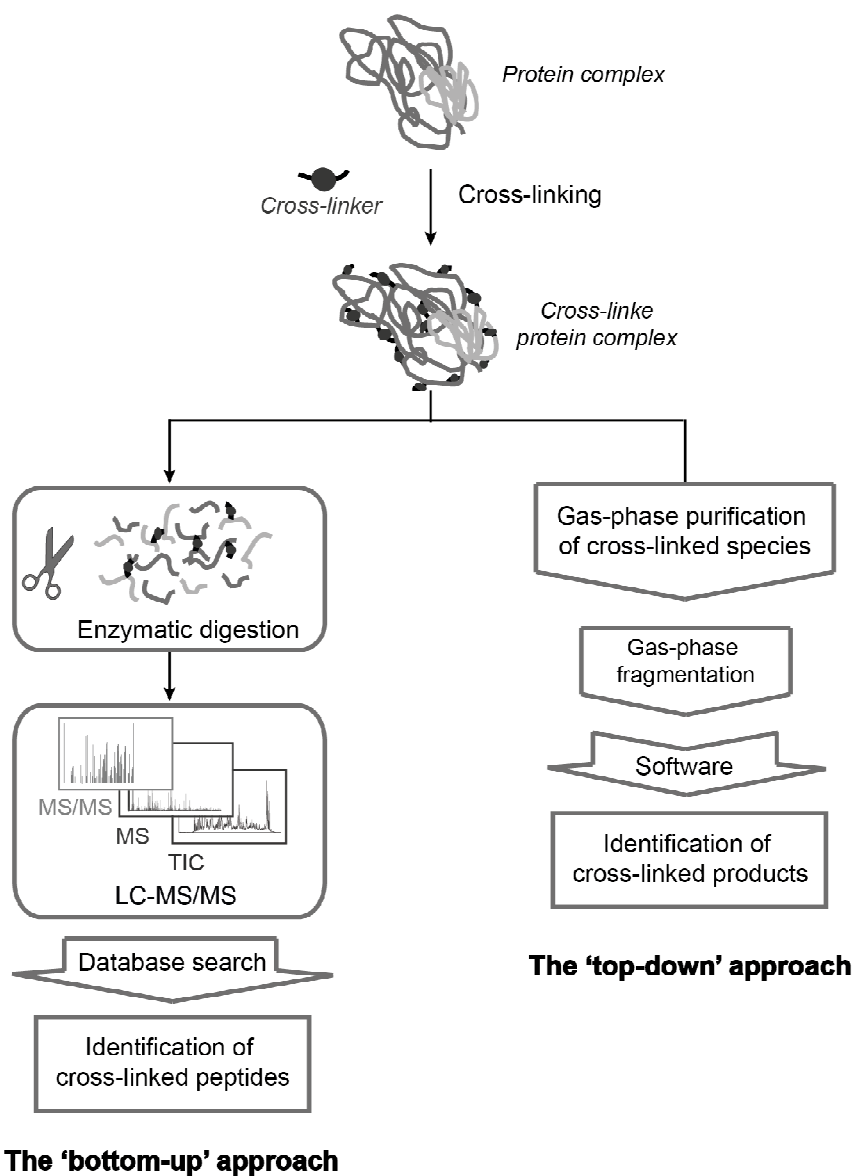 Protein complex
Cross-linker
Cross-linking
Cross-linke
protein complex
Enzymatic digestion
MS/MS
MS
TIC
LC-MS/MS
Database search
Identification of
cross-linked peptides
The ‘bottom-up’ approach
Gas-phase purification
of cross-linked species
Gas-phase
fragmentation
Software
Identification of
cross-linked products
The ‘top-down’ approach